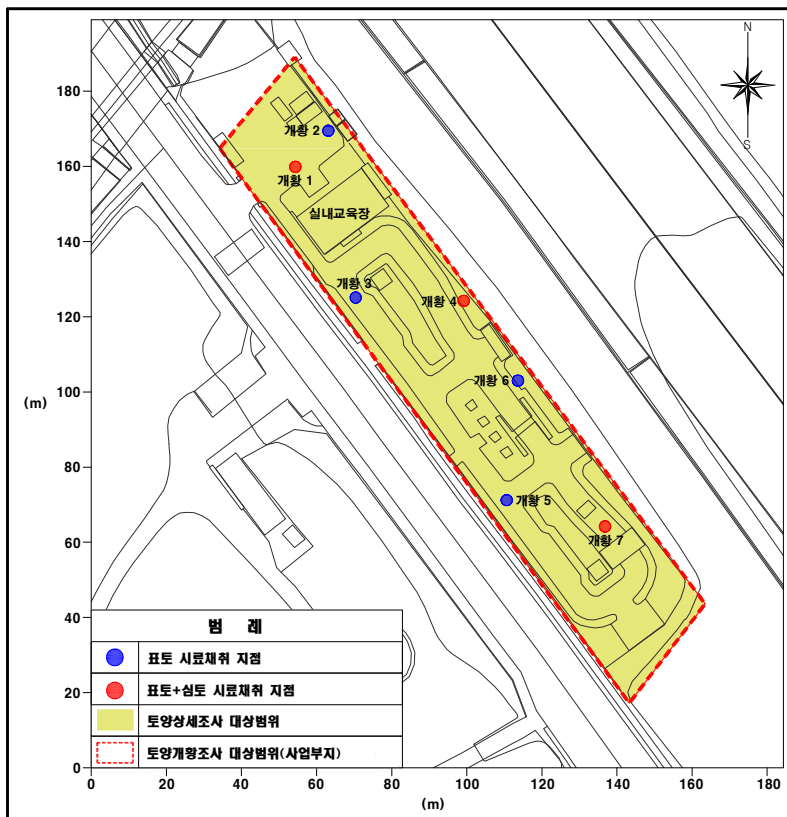 N
S
180
160
140
120
100
80
60
40
20
0
(m)
개황 2
개황 1
실내교육장
개황 3
개황 4
개황 6
개황 5
개황 7
범 례
표토 시료채취 지점
표토+심토 시료채취 지점
토양상세조사 대상범위
토양개황조사 대상범위(사업부지)
0 20 40 60 80 100 120 140 160 180
(m)